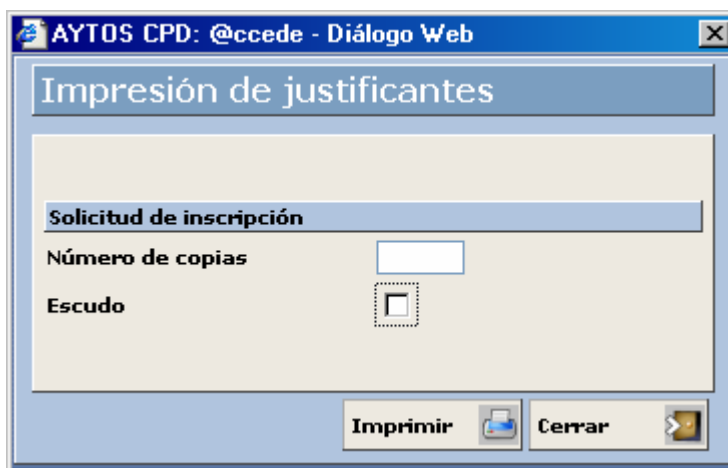 AYTOS CPD: @ccede - Diálogo Web
Impresión de justificantes
Solicitud de inscripción
Número de copias
Escudo
Imprimir Cerrar